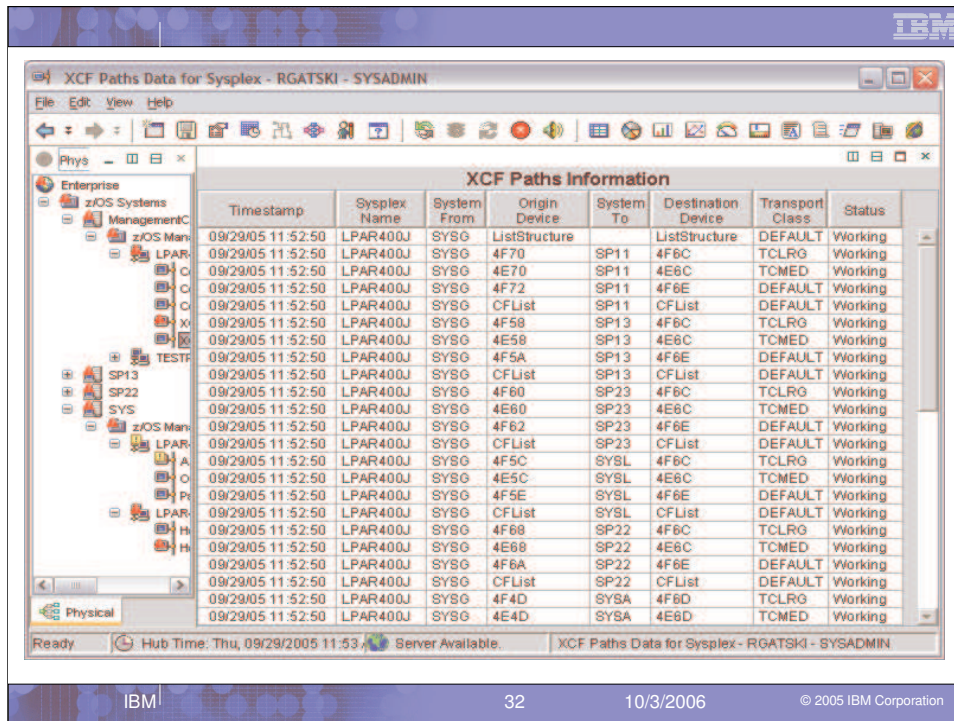 IBM
XCF Paths Data for Sysplex - RGATSKI - SYSADMIN
File Edit View Help
Physical
Enterprise
z/OS Systems
ManagementC
z/OS Man
LPAR
C
C
C
XC
XC
TESTP
SP13
SP22
SYS
z/OS Man
LPAR
A
O
Pa
LPAR
H
H
Physical
XCF Paths Information
Timestamp Sysplex Name System From Origin Device System To Destination Device Transport Class Status
09/29/05 11:52:50 LPAR400J SYSG ListStructure ListStructure DEFAULT Working
09/29/05 11:52:50 LPAR400J SYSG 4F70 SP11 4F6C TCLRG Working
09/29/05 11:52:50 LPAR400J SYSG 4E70 SP11 4E6C TCMED Working
09/29/05 11:52:50 LPAR400J SYSG 4F72 SP11 4F6E DEFAULT Working
09/29/05 11:52:50 LPAR400J SYSG CFList SP11 CFList DEFAULT Working
09/29/05 11:52:50 LPAR400J SYSG 4F58 SP13 4F6C TCLRG Working
09/29/05 11:52:50 LPAR400J SYSG 4E58 SP13 4E6C TCMED Working
09/29/05 11:52:50 LPAR400J SYSG 4F5A SP13 4F6E DEFAULT Working
09/29/05 11:52:50 LPAR400J SYSG CFList SP13 CFList DEFAULT Working
09/29/05 11:52:50 LPAR400J SYSG 4F60 SP23 4F6C TCLRG Working
09/29/05 11:52:50 LPAR400J SYSG 4E60 SP23 4E6C TCMED Working
09/29/05 11:52:50 LPAR400J SYSG 4F62 SP23 4F6E DEFAULT Working
09/29/05 11:52:50 LPAR400J SYSG CFList SP23 CFList DEFAULT Working
09/29/05 11:52:50 LPAR400J SYSG 4F5C SYSL 4F6C TCLRG Working
09/29/05 11:52:50 LPAR400J SYSG 4E5C SYSL 4E6C TCMED Working
09/29/05 11:52:50 LPAR400J SYSG 4F5E SYSL 4F6E DEFAULT Working
09/29/05 11:52:50 LPAR400J SYSG CFList SYSL CFList DEFAULT Working
09/29/05 11:52:50 LPAR400J SYSG 4F68 SP22 4F6C TCLRG Working
09/29/05 11:52:50 LPAR400J SYSG 4E68 SP22 4E6C TCMED Working
09/29/05 11:52:50 LPAR400J SYSG 4F6A SP22 4F6E DEFAULT Working
09/29/05 11:52:50 LPAR400J SYSG CFList SP22 CFList DEFAULT Working
09/29/05 11:52:50 LPAR400J SYSG 4F4D SYSA 4F6D TCLRG Working
09/29/05 11:52:50 LPAR400J SYSG 4E4D SYSA 4E6D TCMED Working
Ready Hub Time: Thu, 09/29/2005 11:53 A Server Available. XCF Paths Data for Sysplex - RGATSKI - SYSADMIN
IBM 32 10/3/2006 © 2005 IBM Corporation